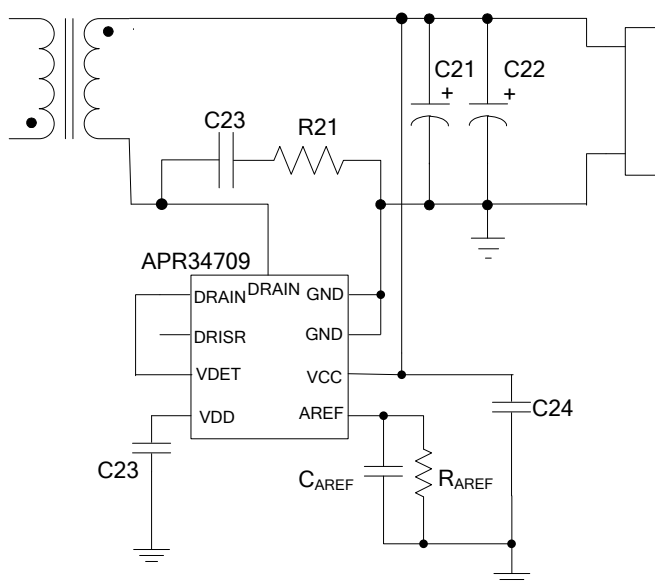 C21
C22
+
+
C23
R21
APR34709
DRAIN
DRAIN
GND
DRISR
GND
VDET
VCC
VDD
AREF
C24
C23
CAREF
RAREF